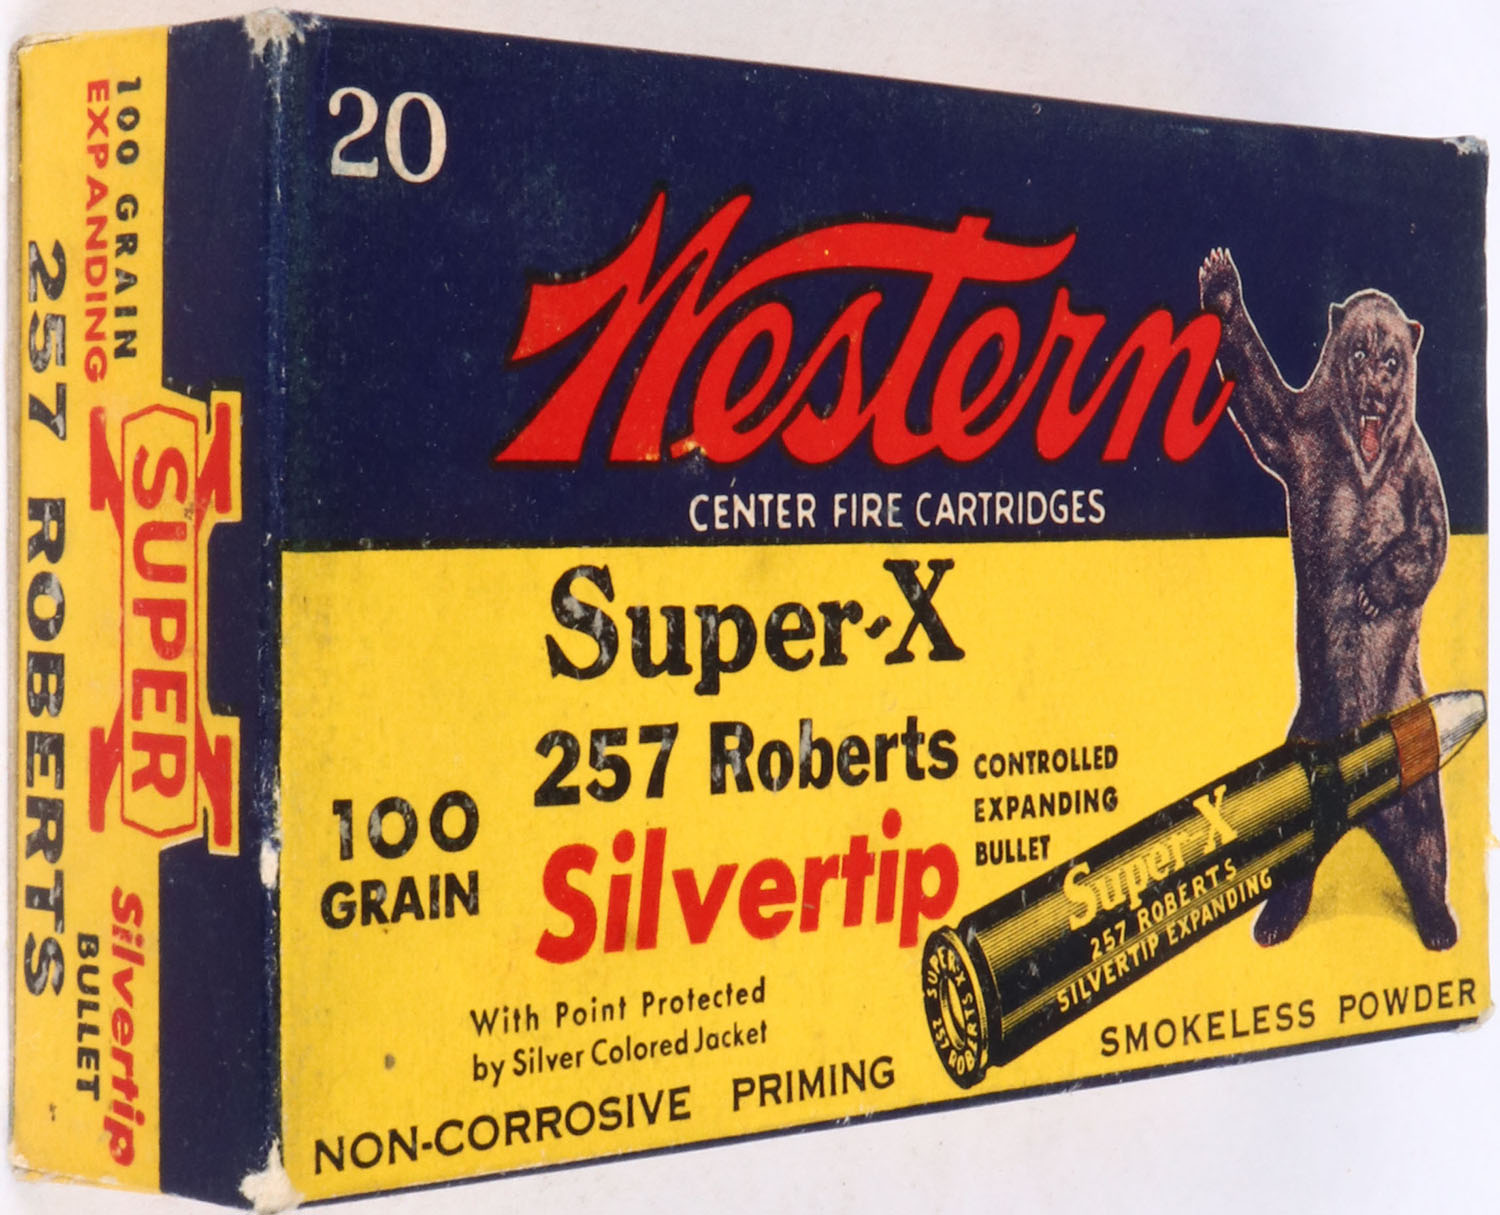 100 GRAIN
EXPANDING
257 ROBERTS
SUPER
X
Silvertip
BULLET
20
Western
CENTER FIRE CARTRIDGES
Super-X
257 Roberts
100
GRAIN
Silvertip
CONTROLLED
EXPANDING
BULLET
Super-X
257 ROBERTS
SILVERTIP EXPANDING
SUPER-X
257 ROBERTS
With Point Protected
by Silver Colored Jacket
NON-CORROSIVE PRIMING
SMOKELESS POWDER